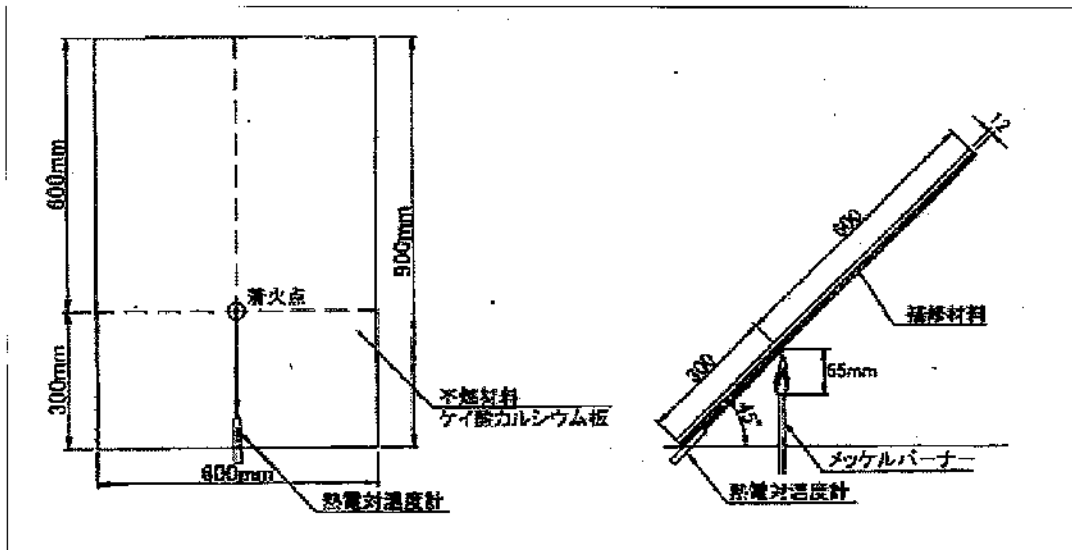 600mm
300mm
900mm
着火点
不燃材料
ケイ酸カルシウム板
600mm
熱電対温度計
12
600
300
補修材料
65mm
45°
メッケルバーナー
熱電対温度計